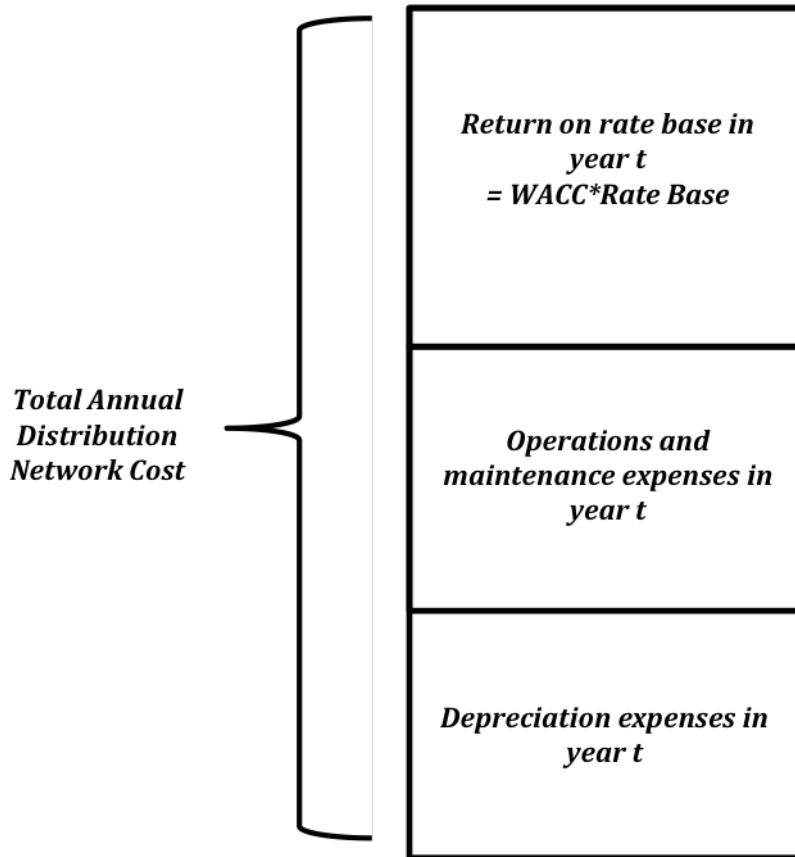 Return on rate base in
year t
= WACC*Rate Base
Total Annual
Distribution
Network Cost
Operations and
maintenance expenses in
year t
Depreciation expenses in
year t